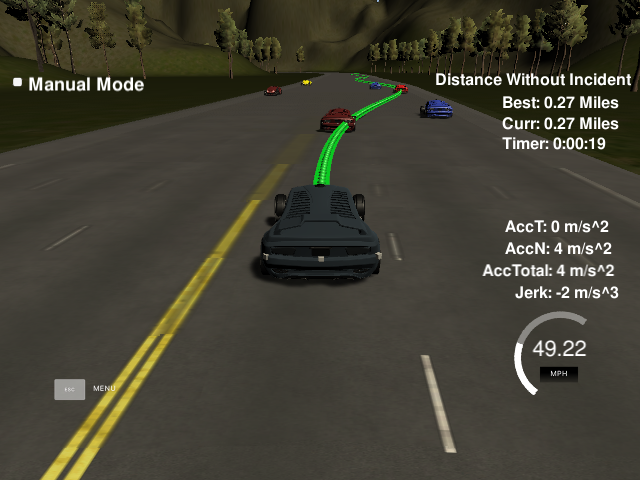 Manual Mode
Distance Without Incident
Best: 0.27 Miles
Curr: 0.27 Miles
Timer: 0:00:19
AccT: 0 m/s^2
AccN: 4 m/s^2
AccTotal: 4 m/s^2
Jerk: -2 m/s^3
49.22
MPH
ESC MENU